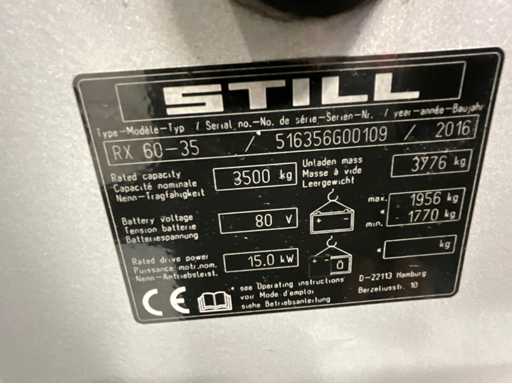 STILL
Type-Modèle-Typ / Serial no.-No. de série-Serien-Nr. / year-année-Baujahr
RX 60-35 / 516356G00109 / 2016
Rated capacity
Capacité nominale
Nenn-Tragfähigkeit
3500 kg
Unladen mass
Masse à vide
Leergewicht
3776 kg
Battery voltage
Tension batterie
Batteriespannung
80 V
max. 1956 kg
min. * 1770 kg
Rated drive power
Puissance motr.nom.
Nenn-Antriebsleist.
15.0 kW
* kg
CE
* see Operating instructions
voir Mode d'emploi
siehe Betriebsanleitung
D-22113 Hamburg
Berzeliusstr. 10